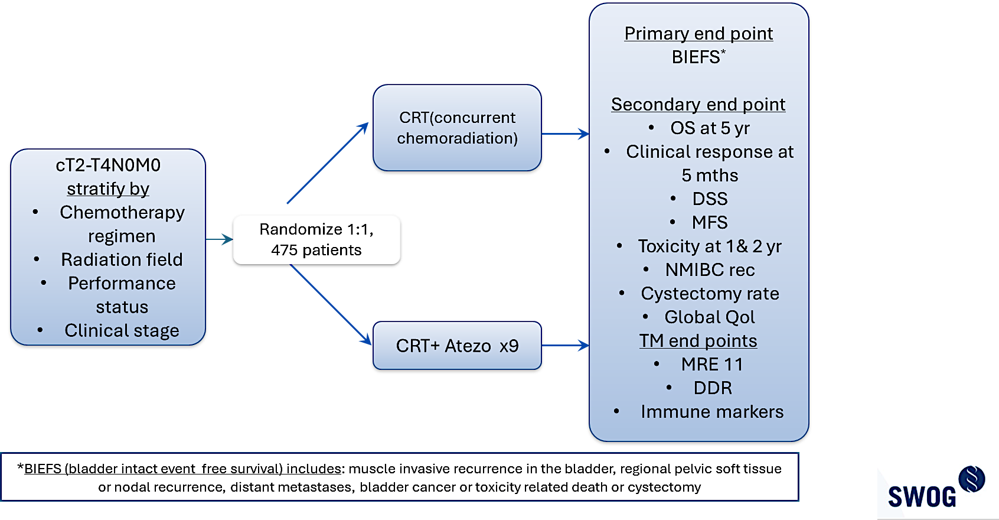 cT2-T4N0M0
stratify by
• Chemotherapy
regimen
• Radiation field
• Performance
status
• Clinical stage
Randomize 1:1,
475 patients
CRT(concurrent
chemoradiation)
CRT+ Atezo x9
Primary end point
BIEFS*
Secondary end point
• OS at 5 yr
• Clinical response at
5 mths
• DSS
• MFS
• Toxicity at 1& 2 yr
• NMIBC rec
• Cystectomy rate
• Global Qol
TM end points
• MRE 11
• DDR
• Immune markers
*BIEFS (bladder intact event free survival) includes: muscle invasive recurrence in the bladder, regional pelvic soft tissue
or nodal recurrence, distant metastases, bladder cancer or toxicity related death or cystectomy
SWOG